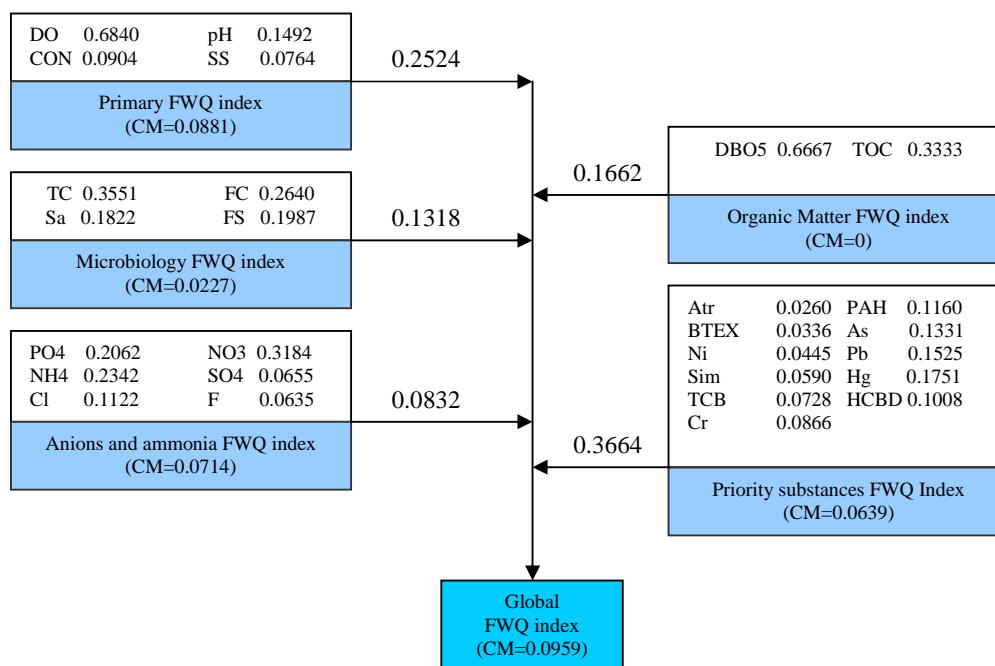 DO 0.6840 pH 0.1492
CON 0.0904 SS 0.0764
Primary FWQ index
(CM=0.0881)
0.2524
TC 0.3551 FC 0.2640
Sa 0.1822 FS 0.1987
Microbiology FWQ index
(CM=0.0227)
0.1318
PO4 0.2062 NO3 0.3184
NH4 0.2342 SO4 0.0655
Cl 0.1122 F 0.0635
Anions and ammonia FWQ index
(CM=0.0714)
0.0832
DBO5 0.6667 TOC 0.3333
Organic Matter FWQ index
(CM=0)
0.1662
Atr 0.0260 PAH 0.1160
BTEX 0.0336 As 0.1331
Ni 0.0445 Pb 0.1525
Sim 0.0590 Hg 0.1751
TCB 0.0728 HCBD 0.1008
Cr 0.0866
Priority substances FWQ Index
(CM=0.0639)
0.3664
Global
FWQ index
(CM=0.0959)